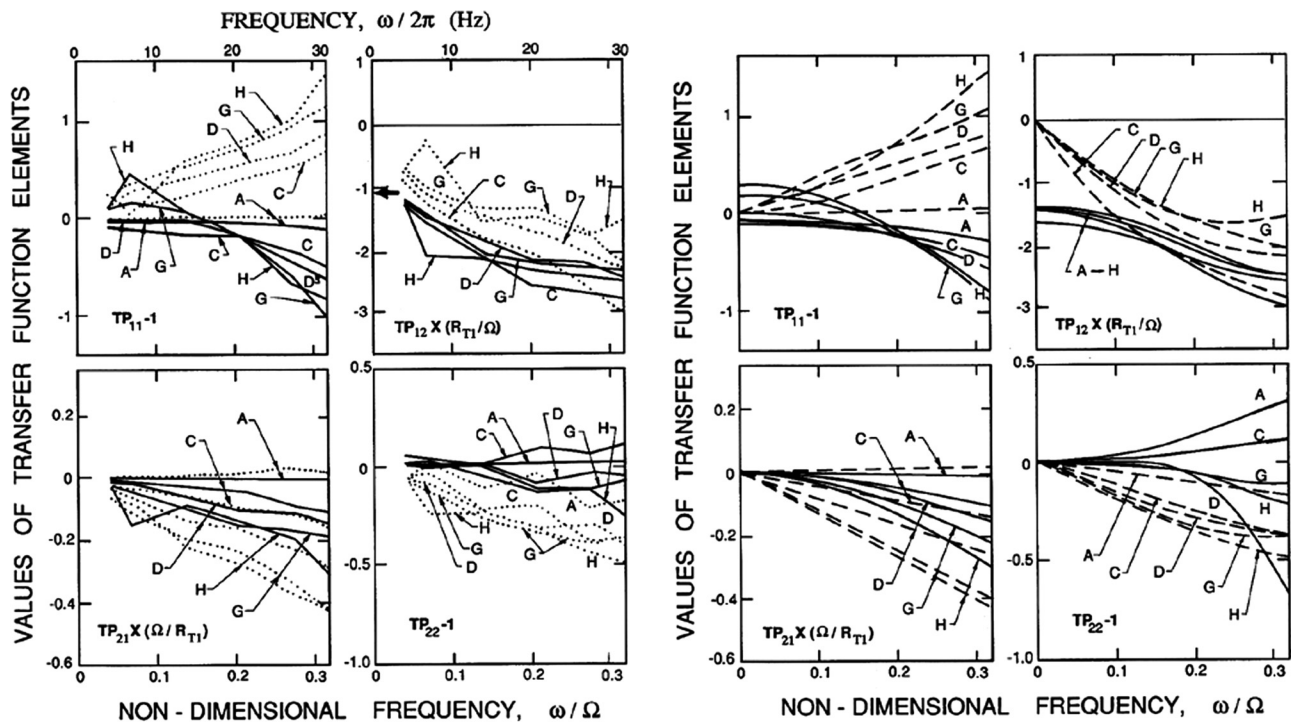 FREQUENCY, ω / 2π (Hz)
0 10 20 30
0 10 20 30
VALUES OF TRANSFER FUNCTION ELEMENTS
1
0
-1
H
H
G
D
C
A
D
A
G
C
H
G
C
D
TP11-1
0
-1
-2
-3
H
G
C
G
D
H
H
D
G
C
TP12 X (RT1/Ω)
0.2
0
-0.2
-0.4
-0.6
A
C
D
H
G
TP21 X (Ω / RT1)
0 0.1 0.2 0.3
0.5
0
-0.5
-1.0
A
D
C
G
H
C
A
D
H
G
D
G
H
TP22-1
0 0.1 0.2 0.3
NON - DIMENSIONAL FREQUENCY, ω / Ω
VALUES OF TRANSFER FUNCTION ELEMENTS
1
0
-1
H
G
D
C
A
A
C
D
G
H
TP11-1
0
-1
-2
-3
C
D
G
H
H
G
A – H
TP12 X (RT1/Ω)
0.2
0
-0.2
-0.4
-0.6
C
A
D
G
H
TP21 X (Ω / RT1)
0 0.1 0.2 0.3
0.5
0
-0.5
-1.0
A
C
G
H
D
A
C
D
G
H
TP22-1
0 0.1 0.2 0.3
NON - DIMENSIONAL FREQUENCY, ω / Ω